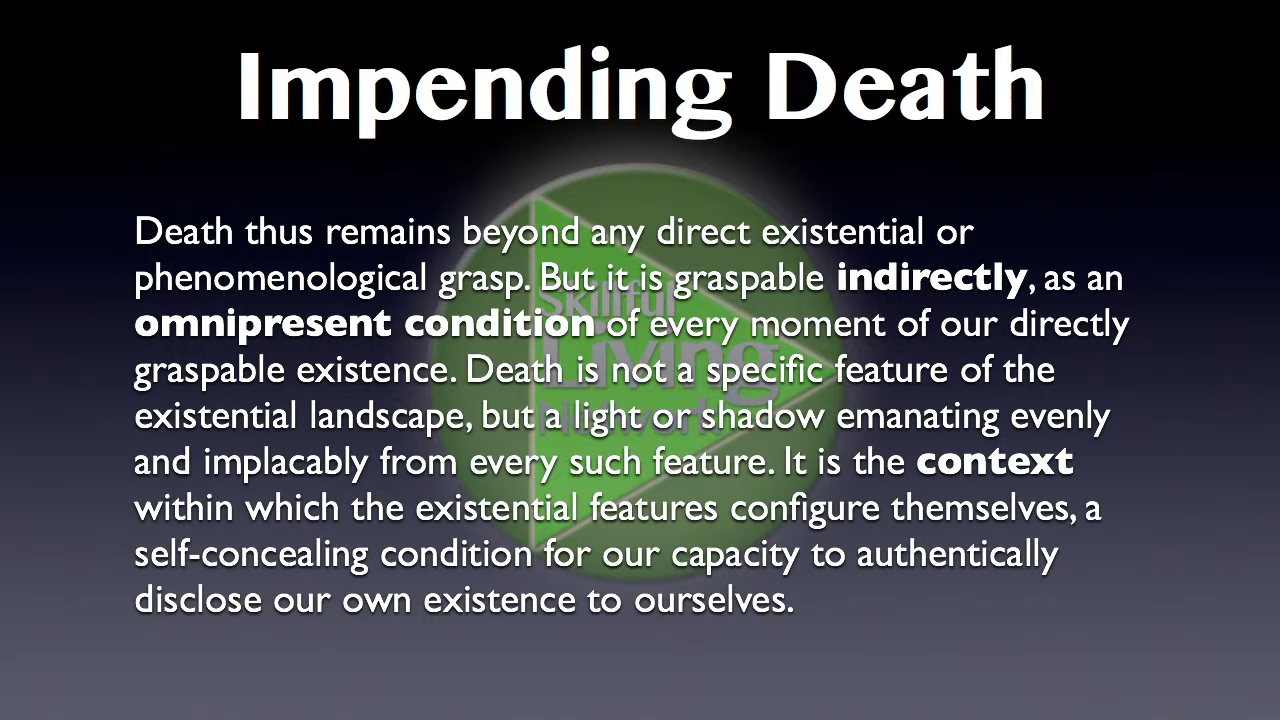 Impending Death
Death thus remains beyond any direct existential or
phenomenological grasp. But it is graspable indirectly, as an
omnipresent condition of every moment of our directly
graspable existence. Death is not a specific feature of the
existential landscape, but a light or shadow emanating evenly
and implacably from every such feature. It is the context
within which the existential features configure themselves, a
self-concealing condition for our capacity to authentically
disclose our own existence to ourselves.
Skillful
Living
Network